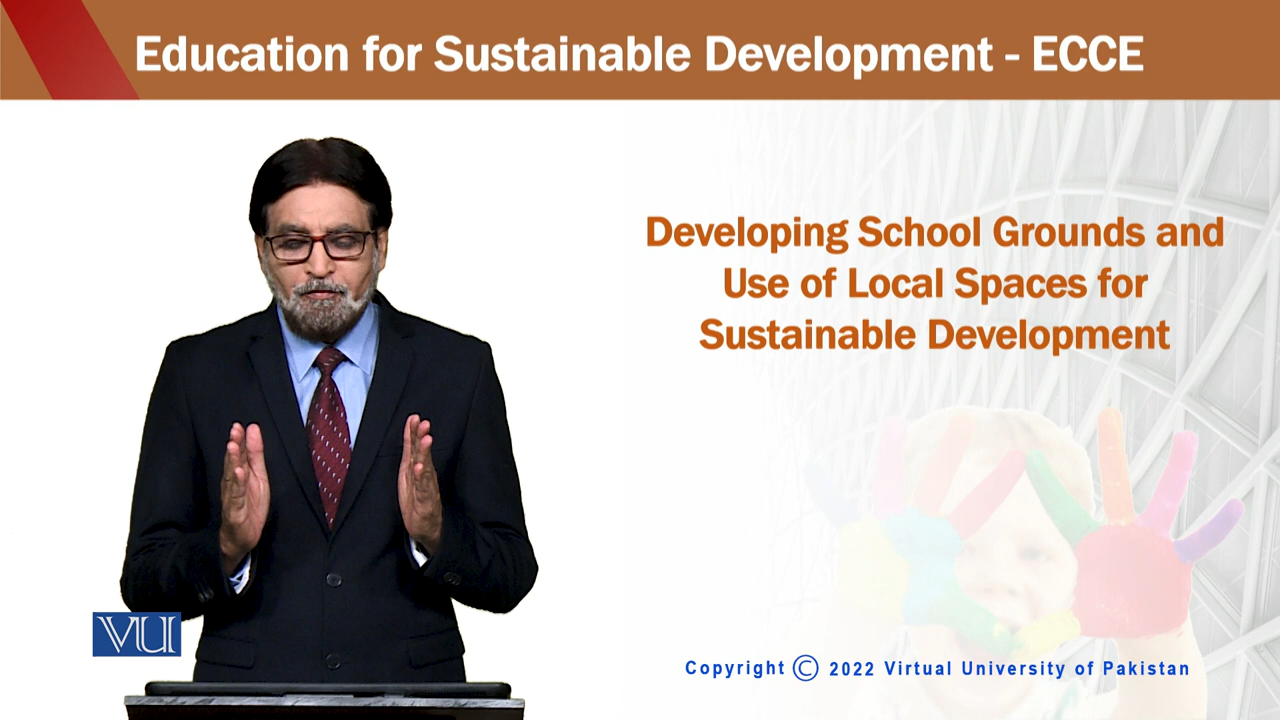 Education for Sustainable Development - ECCE
Developing School Grounds and
Use of Local Spaces for
Sustainable Development
VU
Copyright © 2022 Virtual University of Pakistan